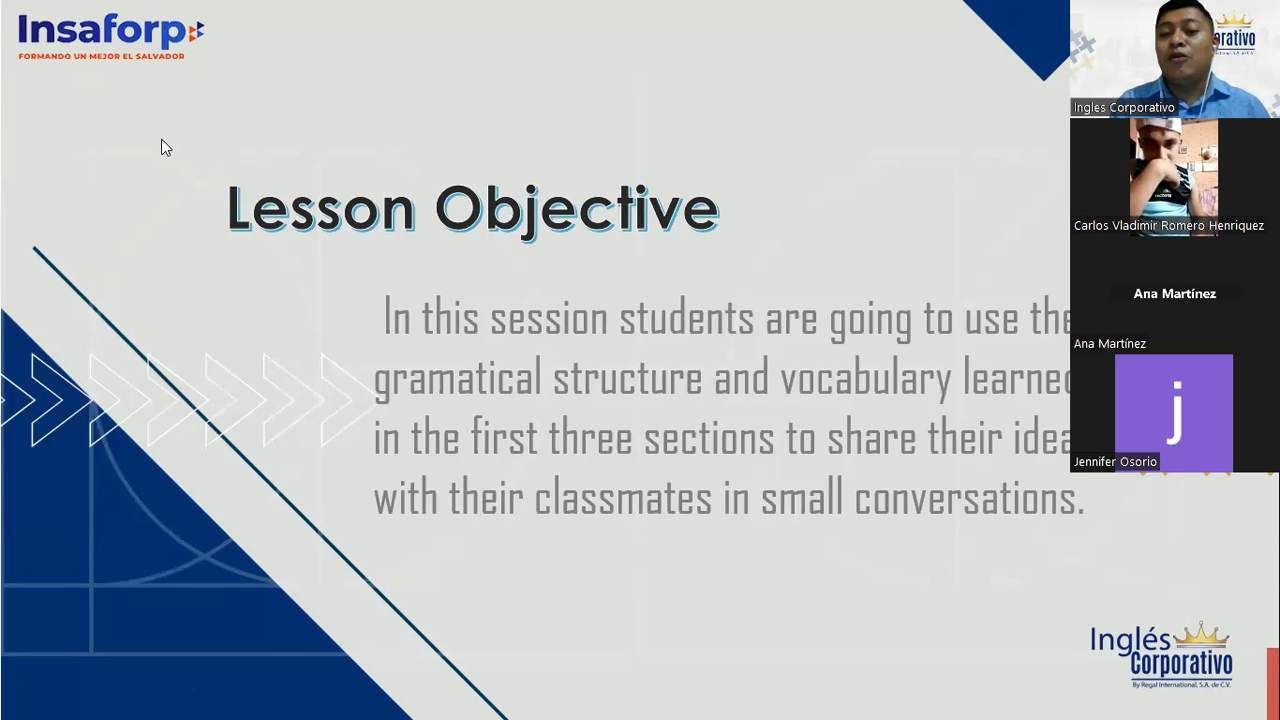 Insaforp
FORMANDO UN MEJOR EL SALVADOR
Lesson Objective
In this session students are going to use the
gramatical structure and vocabulary learned
in the first three sections to share their idea
with their classmates in small conversations.
Ingles Corporativo
Carlos Vladimir Romero Henriquez
Ana Martínez
Ana Martínez
j
Jennifer Osorio
Inglés
Corporativo
By Regal International, S.A. de C.V.